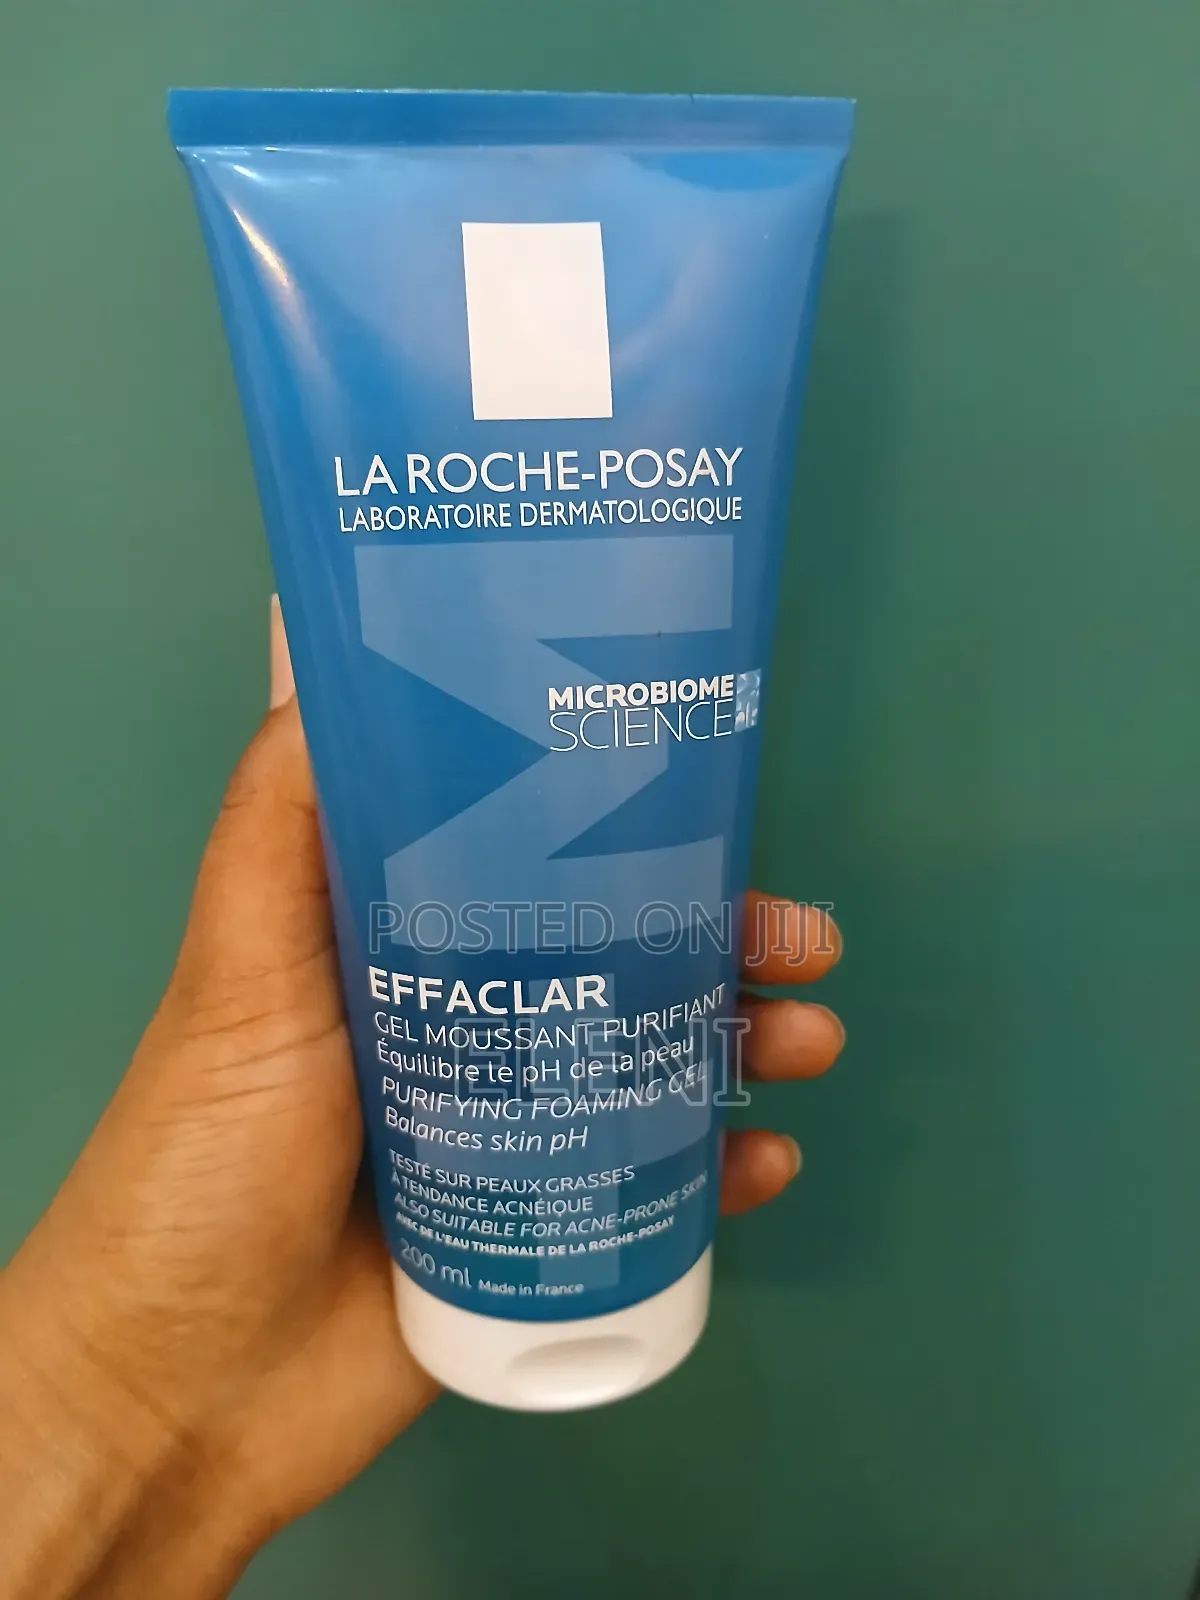 LA ROCHE-POSAY
LABORATOIRE DERMATOLOGIQUE
MICROBIOME
SCIENCE
POSTED ON JIJI
EFFACLAR
GEL MOUSSANT PURIFIANT
ELENI
Équilibre le pH de la peau
PURIFYING FOAMING GEL
Balances skin pH
TESTÉ SUR PEAUX GRASSES
À TENDANCE ACNÉIQUE
ALSO SUITABLE FOR ACNE-PRONE SKIN
AVEC DE L'EAU THERMALE DE LA ROCHE-POSAY
200 ml Made in France